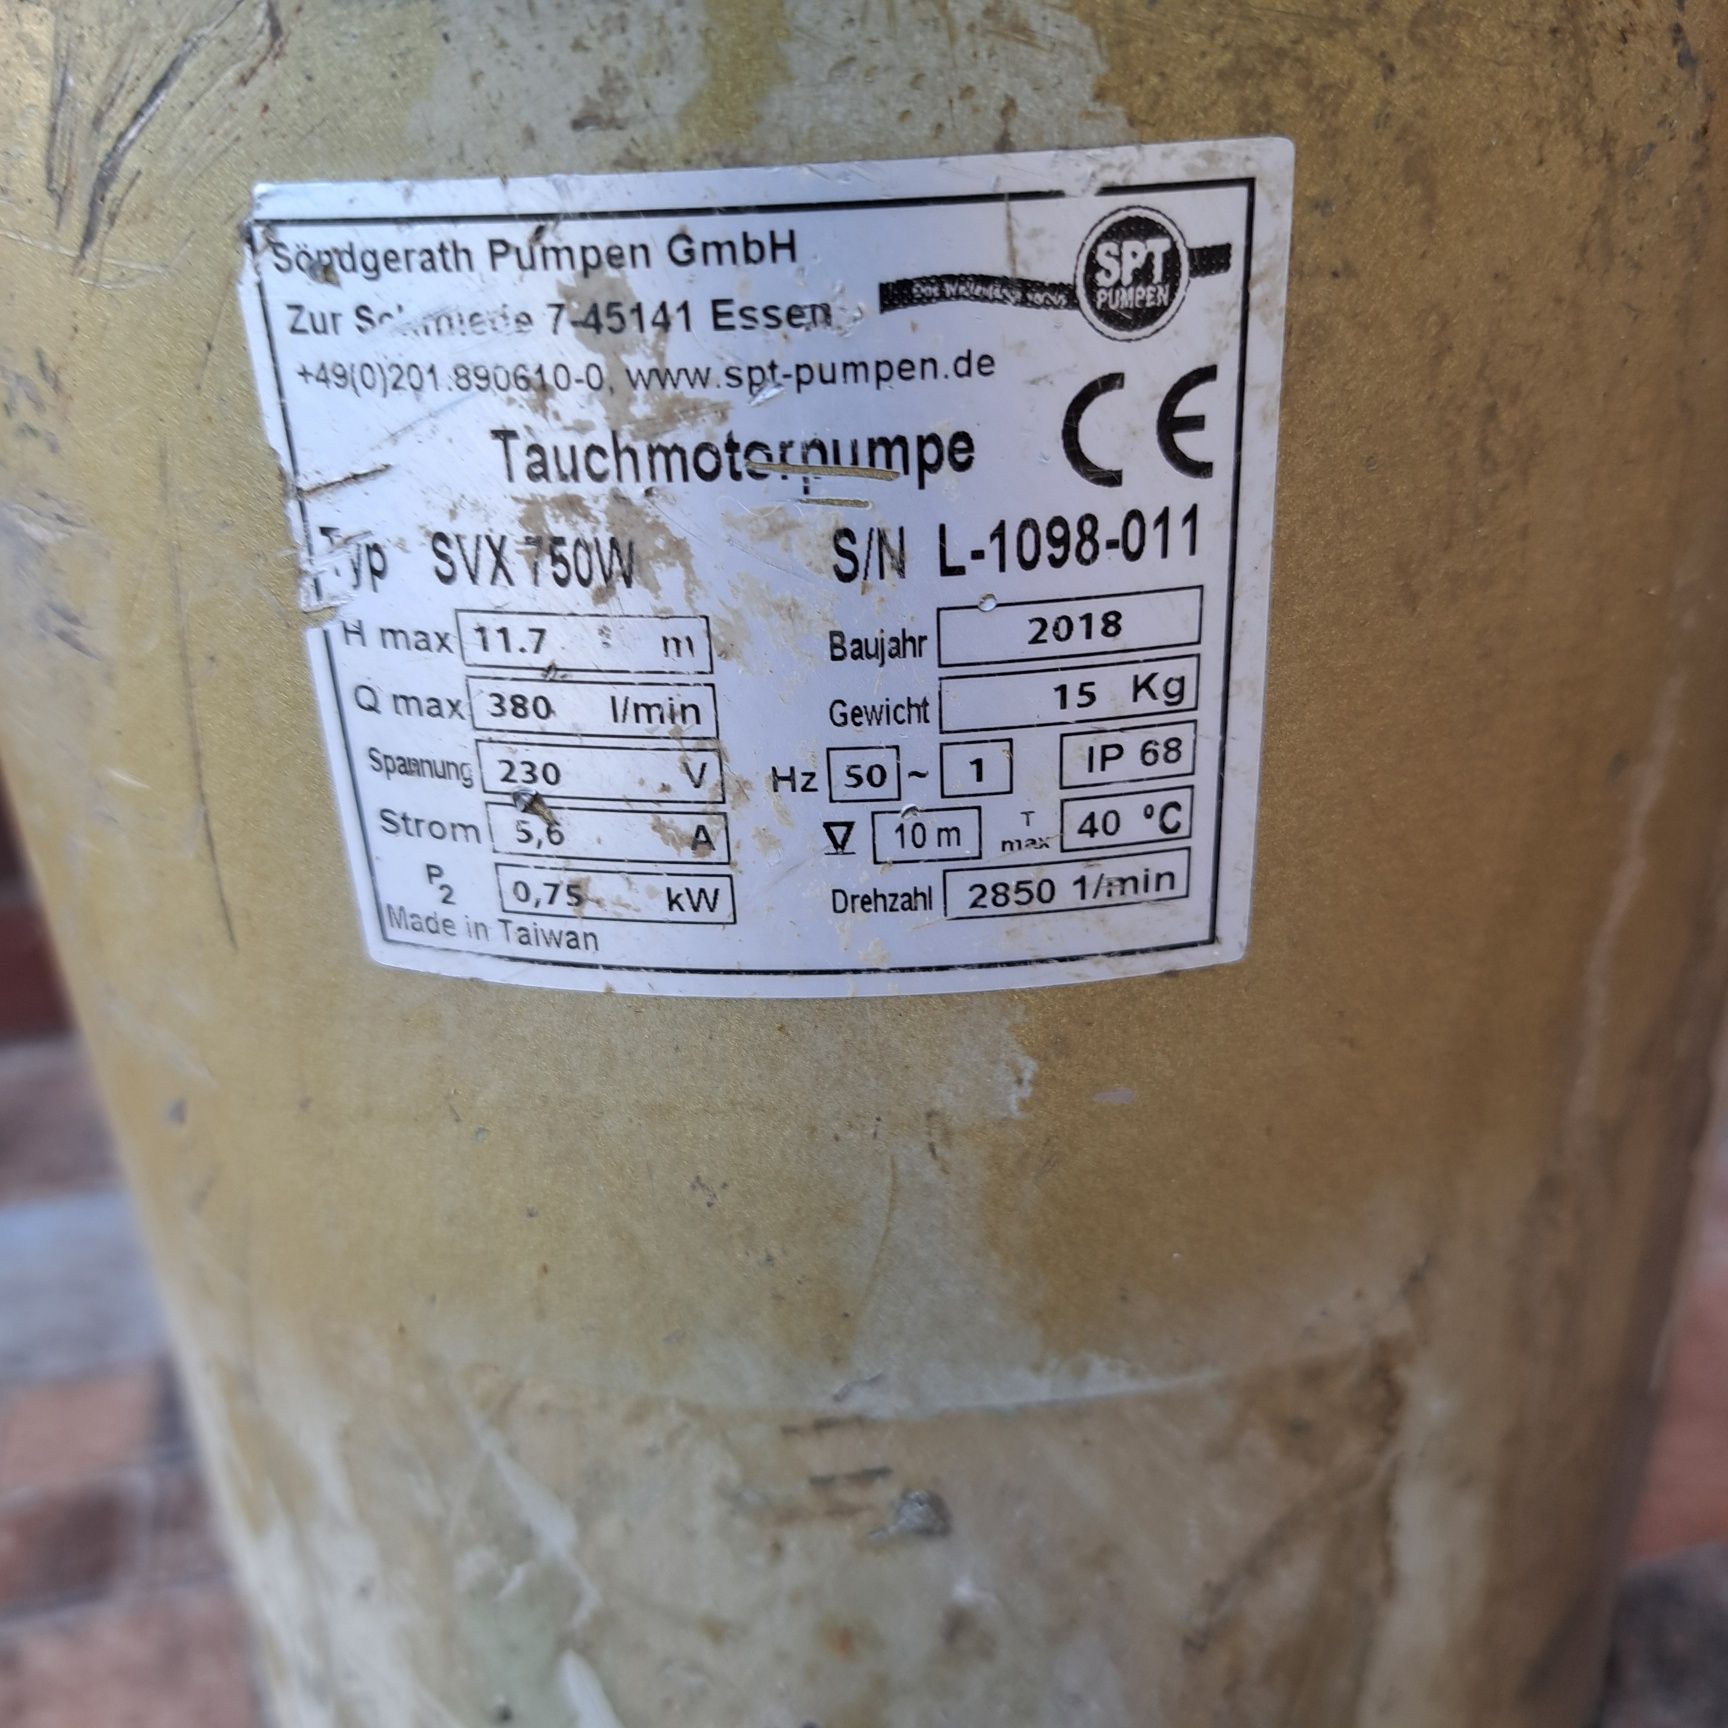 Söndgerath Pumpen GmbH
Zur Schmiede 7-45141 Essen
+49(0)201.890610-0, www.spt-pumpen.de
SPT
PUMPEN
CE
Tauchmotorpumpe
Typ SVX 750W S/N L-1098-011
H max 11.7 m Baujahr 2018
Q max 380 l/min Gewicht 15 Kg
Spannung 230 V Hz 50 ~ 1 IP 68
Strom 5,6 A 10 m T max 40 °C
P2 0,75 kW Drehzahl 2850 1/min
Made in Taiwan